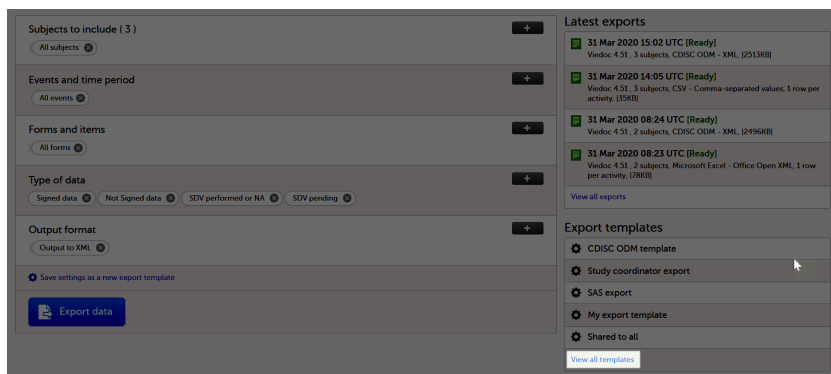 Subjects to include ( 3 )
All subjects
Events and time period
All events
Forms and items
All forms
Type of data
Signed data
Not Signed data
SDV performed or NA
SDV pending
Output format
Output to XML
Save settings as a new export template
Export data
Latest exports
31 Mar 2020 15:02 UTC [Ready]
Viedoc 4.51 , 3 subjects, CDISC ODM - XML, [2513KB]
31 Mar 2020 14:05 UTC [Ready]
Viedoc 4.51 , 3 subjects, CSV - Comma-separated values, 1 row per
activity, [35KB]
31 Mar 2020 08:24 UTC [Ready]
Viedoc 4.51 , 2 subjects, CDISC ODM - XML, [2496KB]
31 Mar 2020 08:23 UTC [Ready]
Viedoc 4.51 , 2 subjects, Microsoft Excel - Office Open XML, 1 row
per activity, [78KB]
View all exports
Export templates
CDISC ODM template
Study coordinator export
SAS export
My export template
Shared to all
View all templates